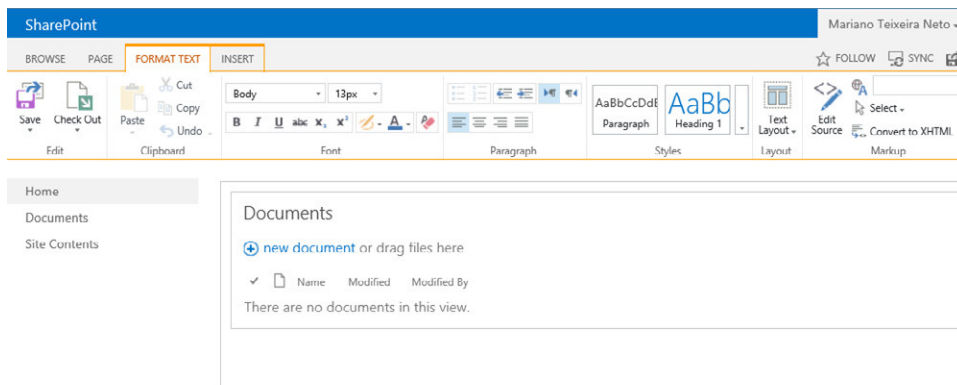 SharePoint
Mariano Teixeira Neto
BROWSE PAGE FORMAT TEXT INSERT
FOLLOW SYNC
Save
Check Out
Edit
Paste
Cut
Copy
Undo
Clipboard
Body 13px
B I U abc X₂ X² A
Font
Paragraph
AaBbCcDdE
Paragraph
AaBb
Heading 1
Styles
Text
Layout
Layout
Edit
Source
Select
Convert to XHTML
Markup
Home
Documents
Site Contents
Documents
new document or drag files here
Name Modified Modified By
There are no documents in this view.